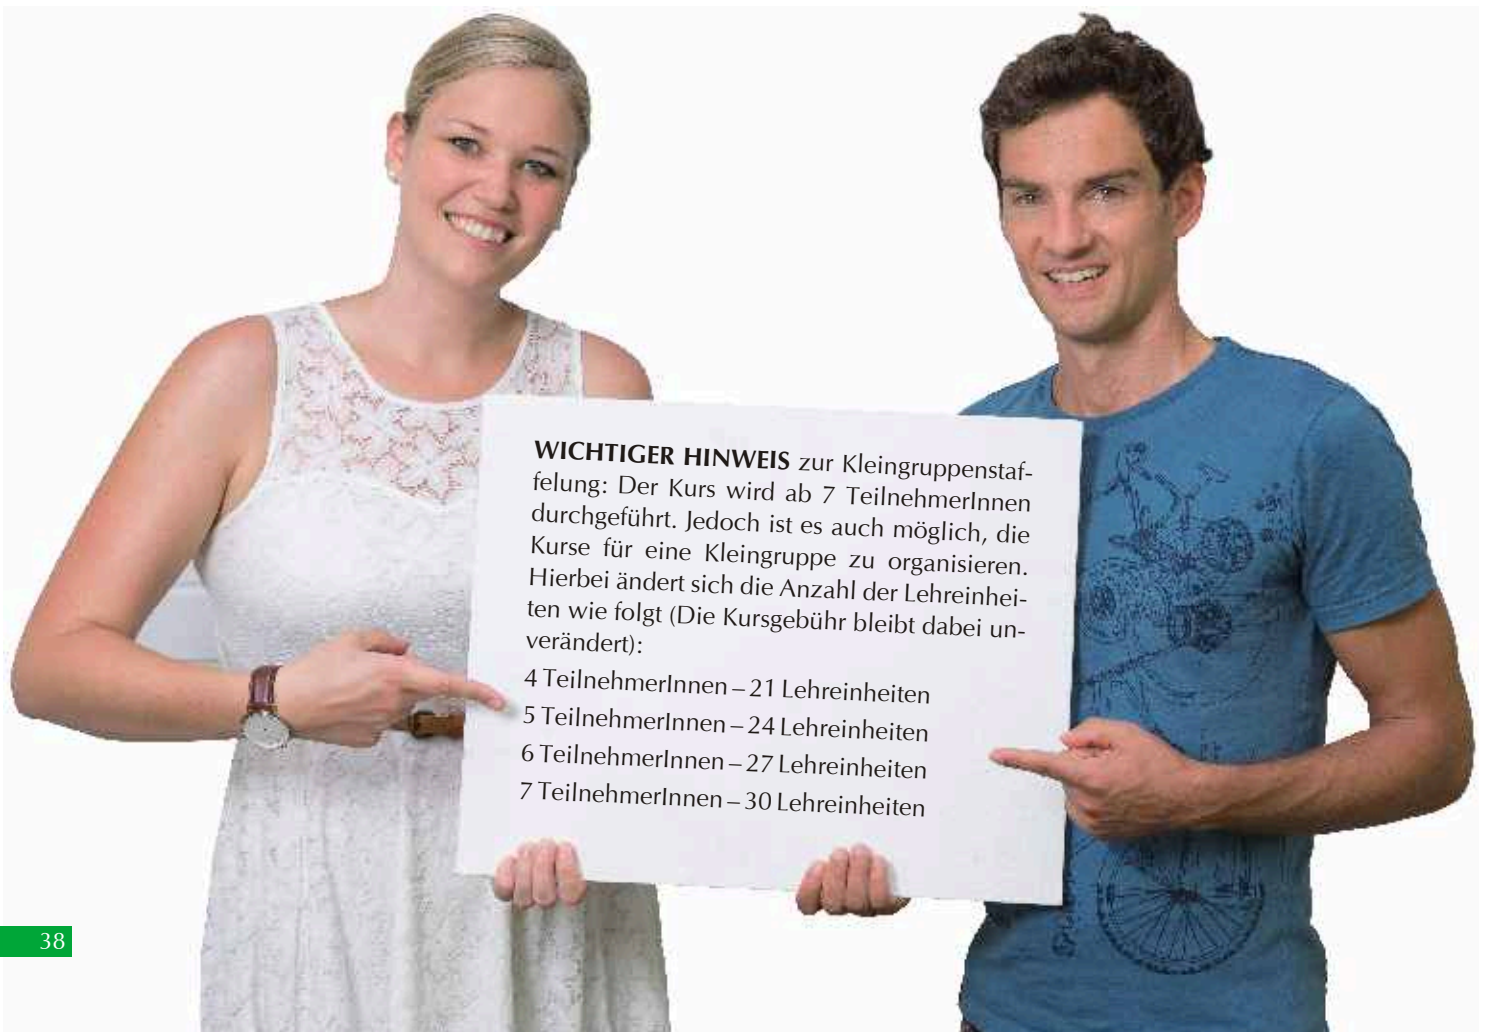 WICHTIGER HINWEIS zur Kleingruppenstaf-
felung: Der Kurs wird ab 7 TeilnehmerInnen
durchgeführt. Jedoch ist es auch möglich, die
Kurse für eine Kleingruppe zu organisieren.
Hierbei ändert sich die Anzahl der Lehreinhei-
ten wie folgt (Die Kursgebühr bleibt dabei un-
verändert):
4 TeilnehmerInnen – 21 Lehreinheiten
5 TeilnehmerInnen – 24 Lehreinheiten
6 TeilnehmerInnen – 27 Lehreinheiten
7 TeilnehmerInnen – 30 Lehreinheiten
38